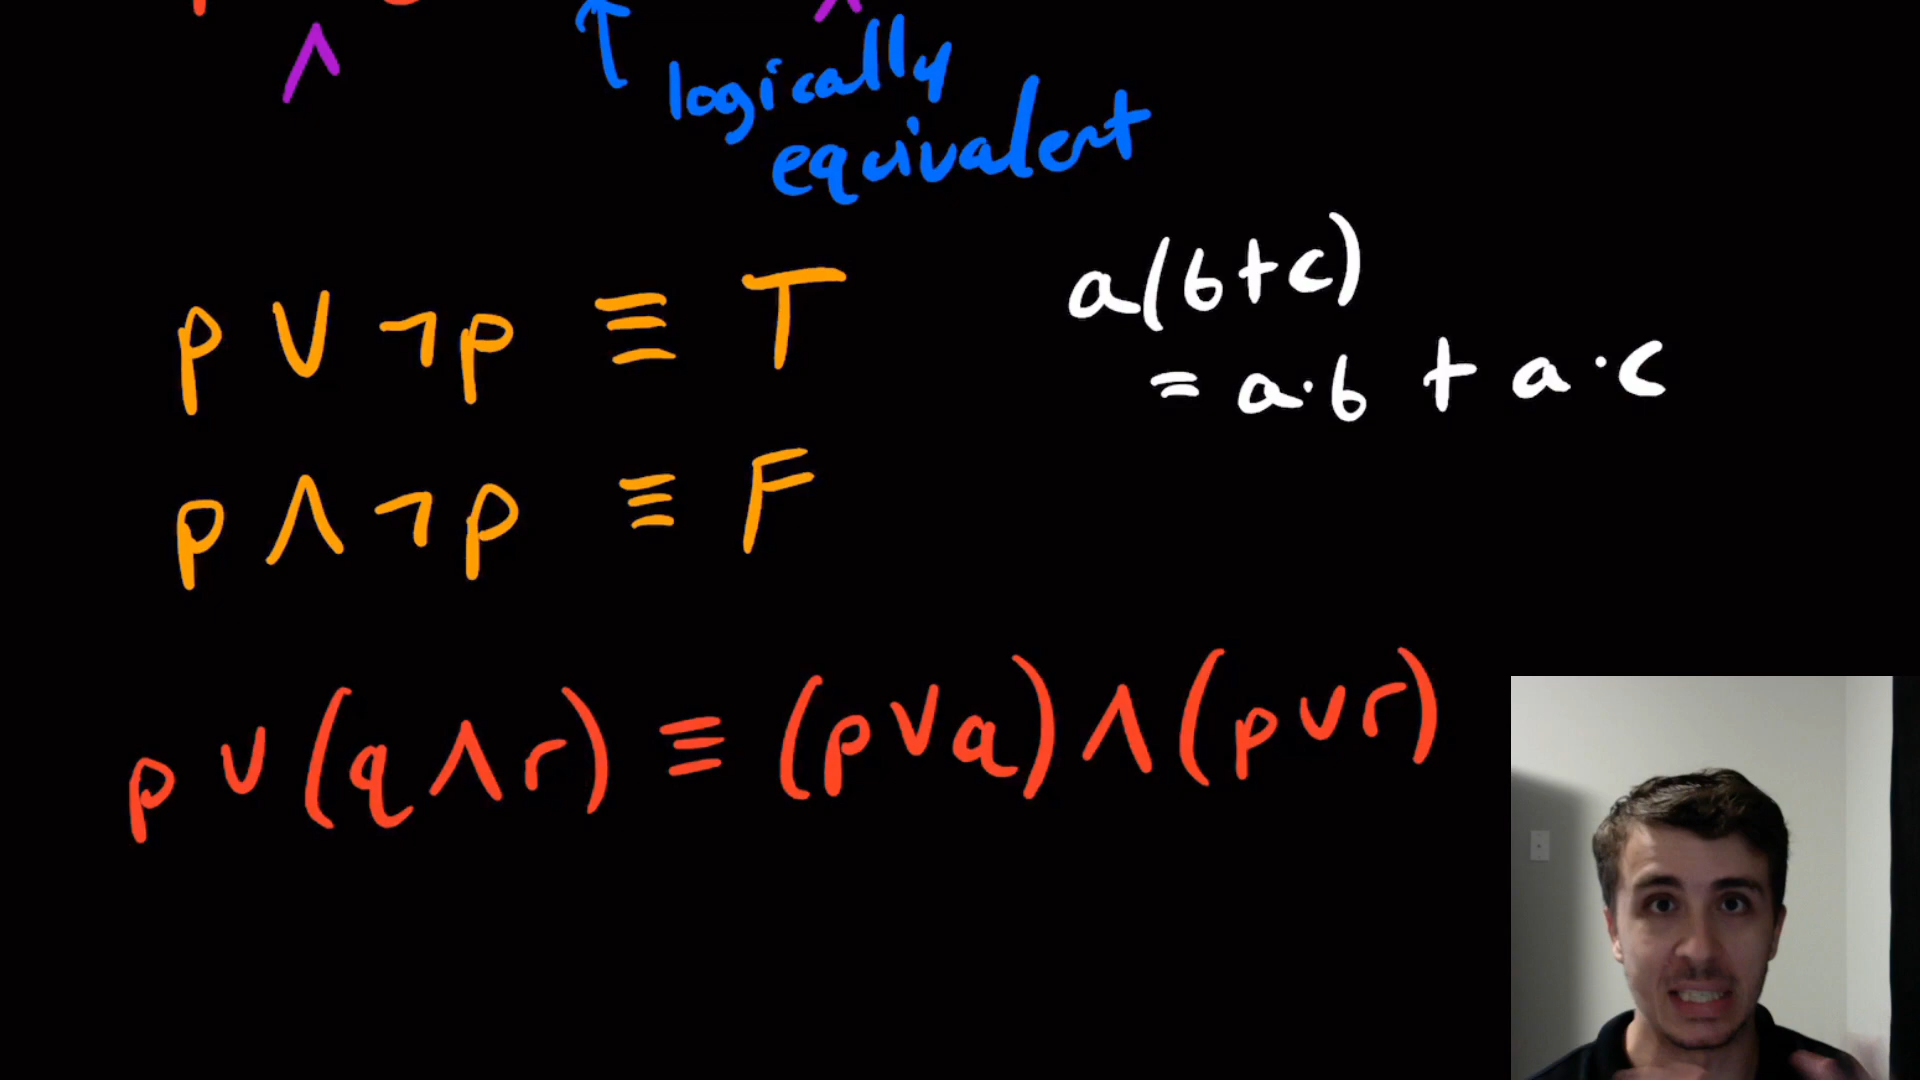 ∧
logically
equivalent
p ∨ ¬p ≡ T
a(b+c)
= a·b + a·c
p ∧ ¬p ≡ F
p ∨ (q ∧ r) ≡ (p ∨ q) ∧ (p ∨ r)